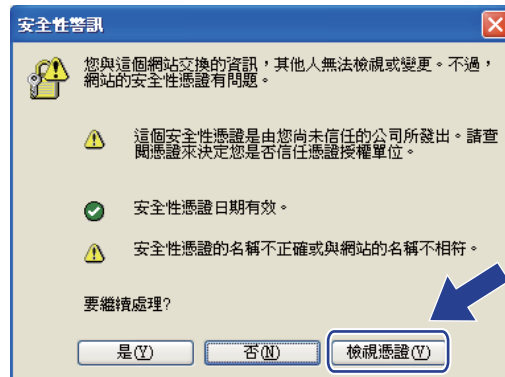 安全性警訊
您與這個網站交換的資訊，其他人無法檢視或變更。不過，
網站的安全性憑證有問題。
這個安全性憑證是由您尚未信任的公司所發出。請查
閱憑證來決定您是否信任憑證授權單位。
安全性憑證日期有效。
安全性憑證的名稱不正確或與網站的名稱不相符。
要繼續處理?
是(Y) 否(N) 檢視憑證(V)